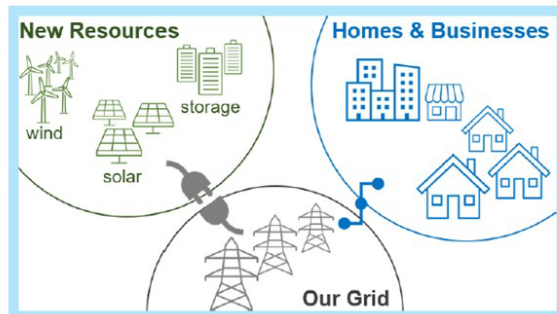 New Resources
Homes & Businesses
storage
wind
solar
Our Grid